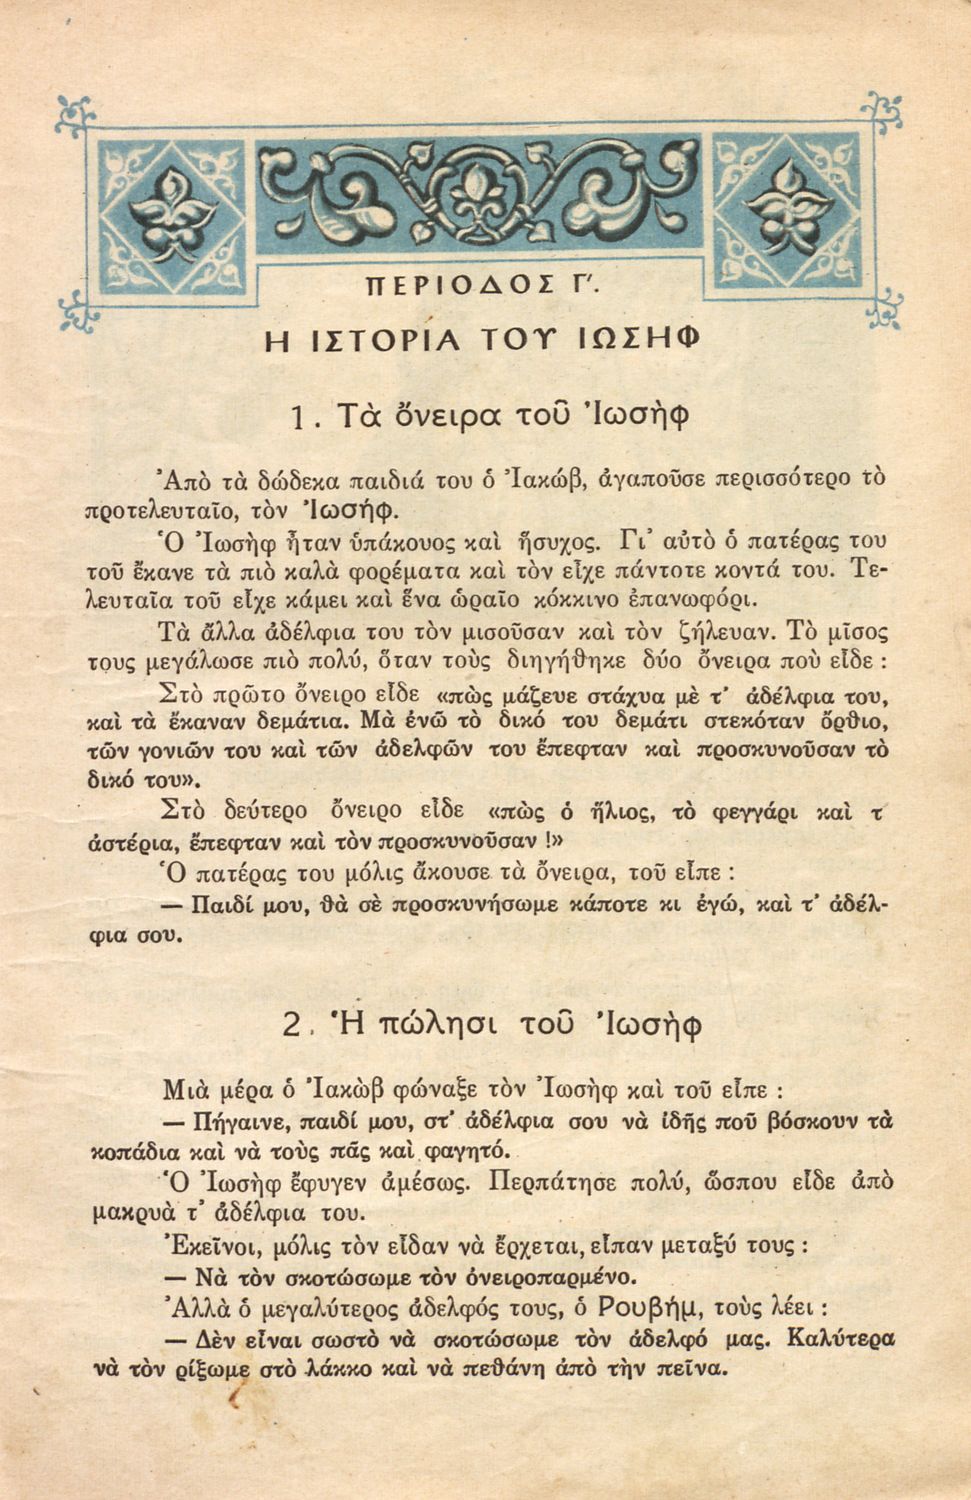 ΠΕΡΙΟΔΟΣ Γ΄.
Η ΙΣΤΟΡΙΑ ΤΟΥ ΙΩΣΗΦ
1. Τὰ ὄνειρα τοῦ Ἰωσὴφ
Ἀπὸ τὰ δώδεκα παιδιά του ὁ Ἰακώβ, ἀγαποῦσε περισσότερο τὸ
προτελευταῖο, τὸν Ἰωσήφ.
Ὁ Ἰωσὴφ ἦταν ὑπάκουος καὶ ἥσυχος. Γι᾽ αὐτὸ ὁ πατέρας του
τοῦ ἔκανε τὰ πιὸ καλὰ φορέματα καὶ τὸν εἶχε πάντοτε κοντά του. Τε-
λευταῖα τοῦ εἶχε κάμει καὶ ἕνα ὡραῖο κόκκινο ἐπανωφόρι.
Τὰ ἄλλα ἀδέλφια του τὸν μισοῦσαν καὶ τὸν ζήλευαν. Τὸ μῖσος
τους μεγάλωσε πιὸ πολύ, ὅταν τοὺς διηγήθηκε δύο ὄνειρα ποὺ εἶδε :
Στὸ πρῶτο ὄνειρο εἶδε «πὼς μάζευε στάχυα μὲ τ᾽ ἀδέλφια του,
καὶ τὰ ἔκαναν δεμάτια. Μὰ ἐνῶ τὸ δικό του δεμάτι στεκόταν ὄρθιο,
τῶν γονιῶν του καὶ τῶν ἀδελφῶν του ἔπεφταν καὶ προσκυνοῦσαν τὸ
δικό του».
Στὸ δεύτερο ὄνειρο εἶδε «πὼς ὁ ἥλιος, τὸ φεγγάρι καὶ τ
ἀστέρια, ἔπεφταν καὶ τὸν προσκυνοῦσαν !»
Ὁ πατέρας του μόλις ἄκουσε τὰ ὄνειρα, τοῦ εἶπε :
— Παιδί μου, θὰ σὲ προσκυνήσωμε κάποτε κι ἐγώ, καὶ τ᾽ ἀδέλ-
φια σου.
2. Ἡ πώλησι τοῦ Ἰωσὴφ
Μιὰ μέρα ὁ Ἰακὼβ φώναξε τὸν Ἰωσὴφ καὶ τοῦ εἶπε :
— Πήγαινε, παιδί μου, στ᾽ ἀδέλφια σου νὰ ἰδῆς ποῦ βόσκουν τὰ
κοπάδια καὶ νὰ τοὺς πᾶς καὶ φαγητό.
Ὁ Ἰωσὴφ ἔφυγεν ἀμέσως. Περπάτησε πολύ, ὥσπου εἶδε ἀπὸ
μακρυὰ τ᾽ ἀδέλφια του.
Ἐκεῖνοι, μόλις τὸν εἶδαν νὰ ἔρχεται, εἶπαν μεταξύ τους :
— Νὰ τὸν σκοτώσωμε τὸν ὀνειροπαρμένο.
Ἀλλὰ ὁ μεγαλύτερος ἀδελφός τους, ὁ Ρουβήμ, τοὺς λέει :
— Δὲν εἶναι σωστὸ νὰ σκοτώσωμε τὸν ἀδελφό μας. Καλύτερα
νὰ τὸν ρίξωμε στὸ λάκκο καὶ νὰ πεθάνη ἀπὸ τὴν πεῖνα.